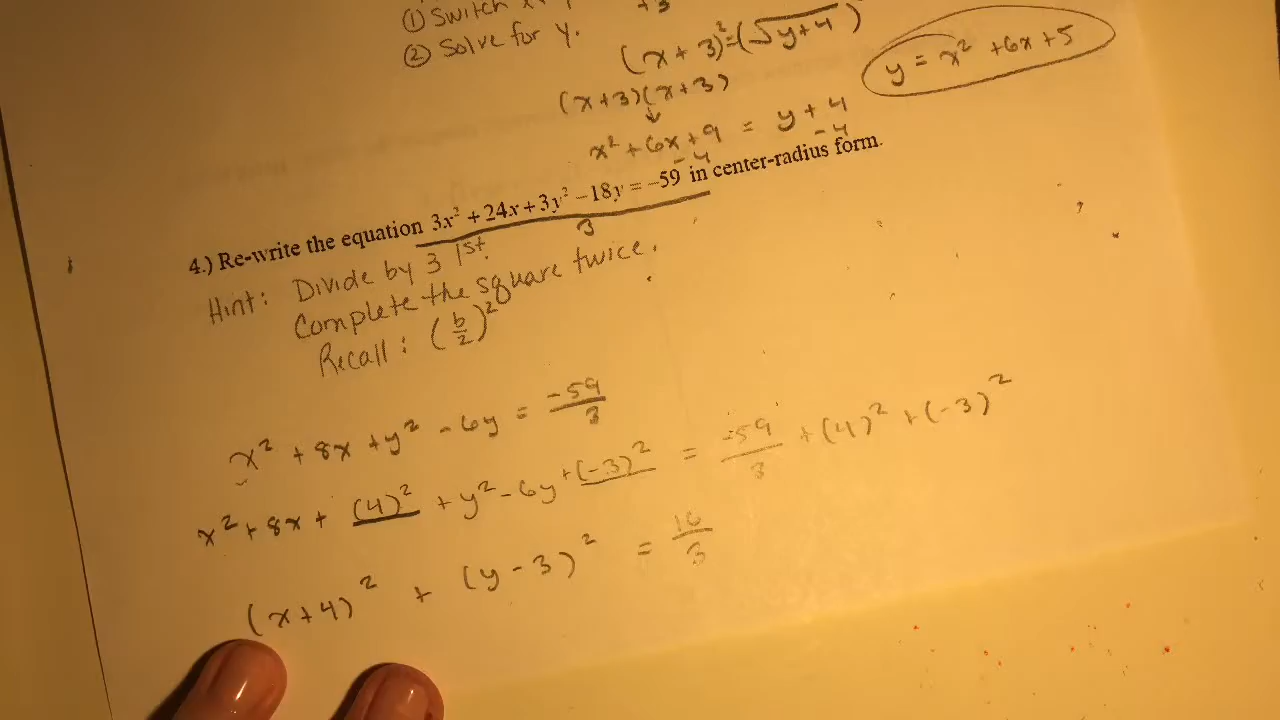 ① Switch
② Solve for y.
+3
(x + 3)² = (√y+4)
(x+3)(x+3)
y = x² + 6x + 5
x² + 6x + 9 = y + 4
-4 -4
4.) Re-write the equation 3x² + 24x + 3y² − 18y = −59 in center-radius form.
3
Hint: Divide by 3 1st.
Complete the square twice.
Recall: (b/2)²
x² + 8x + y² - 6y = -59/3
x² + 8x + (4)² + y² - 6y + (-3)² = -59/3 + (4)² + (-3)²
(x+4)² + (y-3)² = 16/3